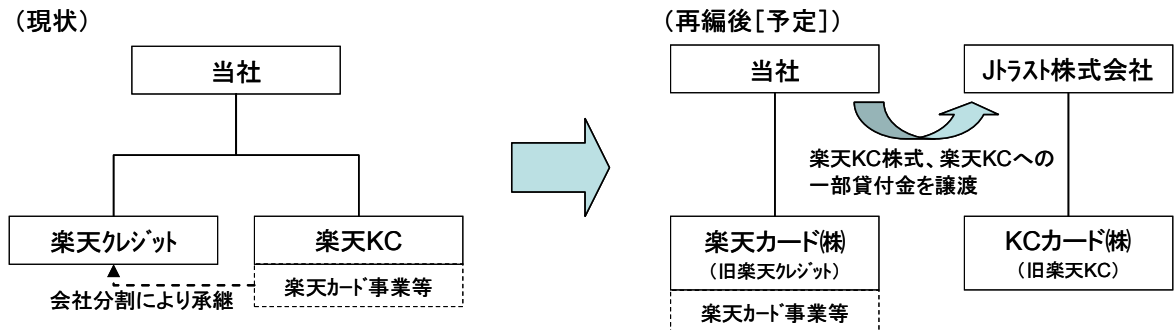 （現状）
当社
楽天ｸﾚｼﾞｯﾄ
楽天KC
楽天ｶｰﾄﾞ事業等
会社分割により承継
（再編後[予定]）
当社
Jﾄﾗｽﾄ株式会社
楽天KC株式、楽天KCへの
一部貸付金を譲渡
楽天カード㈱
（旧楽天ｸﾚｼﾞｯﾄ）
楽天ｶｰﾄﾞ事業等
KCカード㈱
（旧楽天KC）